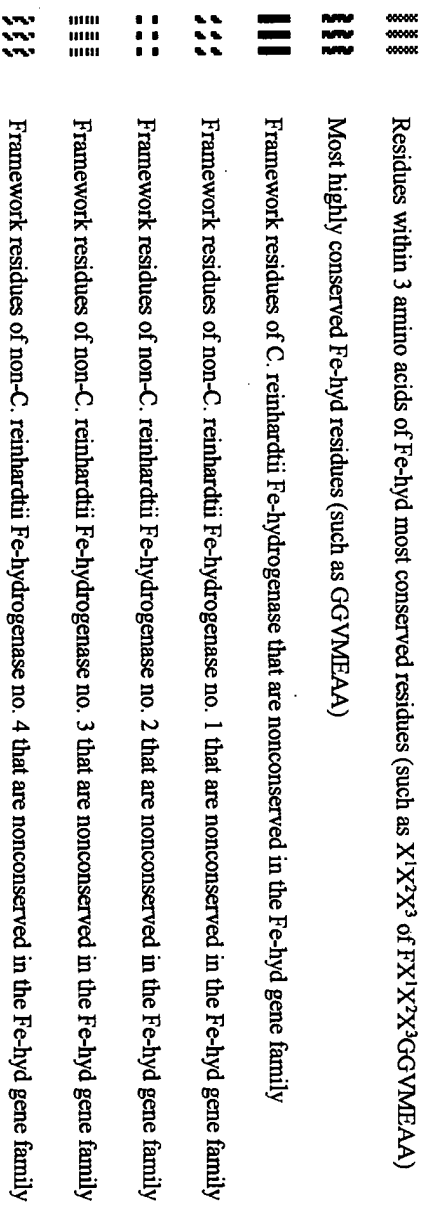 Residues within 3 amino acids of Fe-hyd most conserved residues (such as X¹X²X³ of FX¹X²X³GGVMEAA)
Most highly conserved Fe-hyd residues (such as GGVMEAA)
Framework residues of C. reinhardtii Fe-hydrogenase that are nonconserved in the Fe-hyd gene family
Framework residues of non-C. reinhardtii Fe-hydrogenase no. 1 that are nonconserved in the Fe-hyd gene family
Framework residues of non-C. reinhardtii Fe-hydrogenase no. 2 that are nonconserved in the Fe-hyd gene family
Framework residues of non-C. reinhardtii Fe-hydrogenase no. 3 that are nonconserved in the Fe-hyd gene family
Framework residues of non-C. reinhardtii Fe-hydrogenase no. 4 that are nonconserved in the Fe-hyd gene family